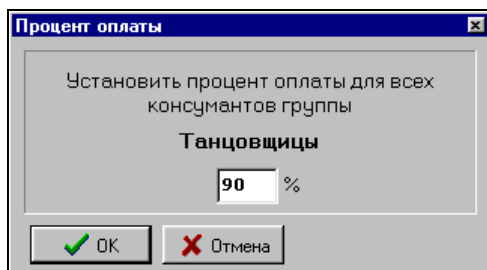 Процент оплаты
Установить процент оплаты для всех
консумантов группы
Танцовщицы
90 %
OK Отмена